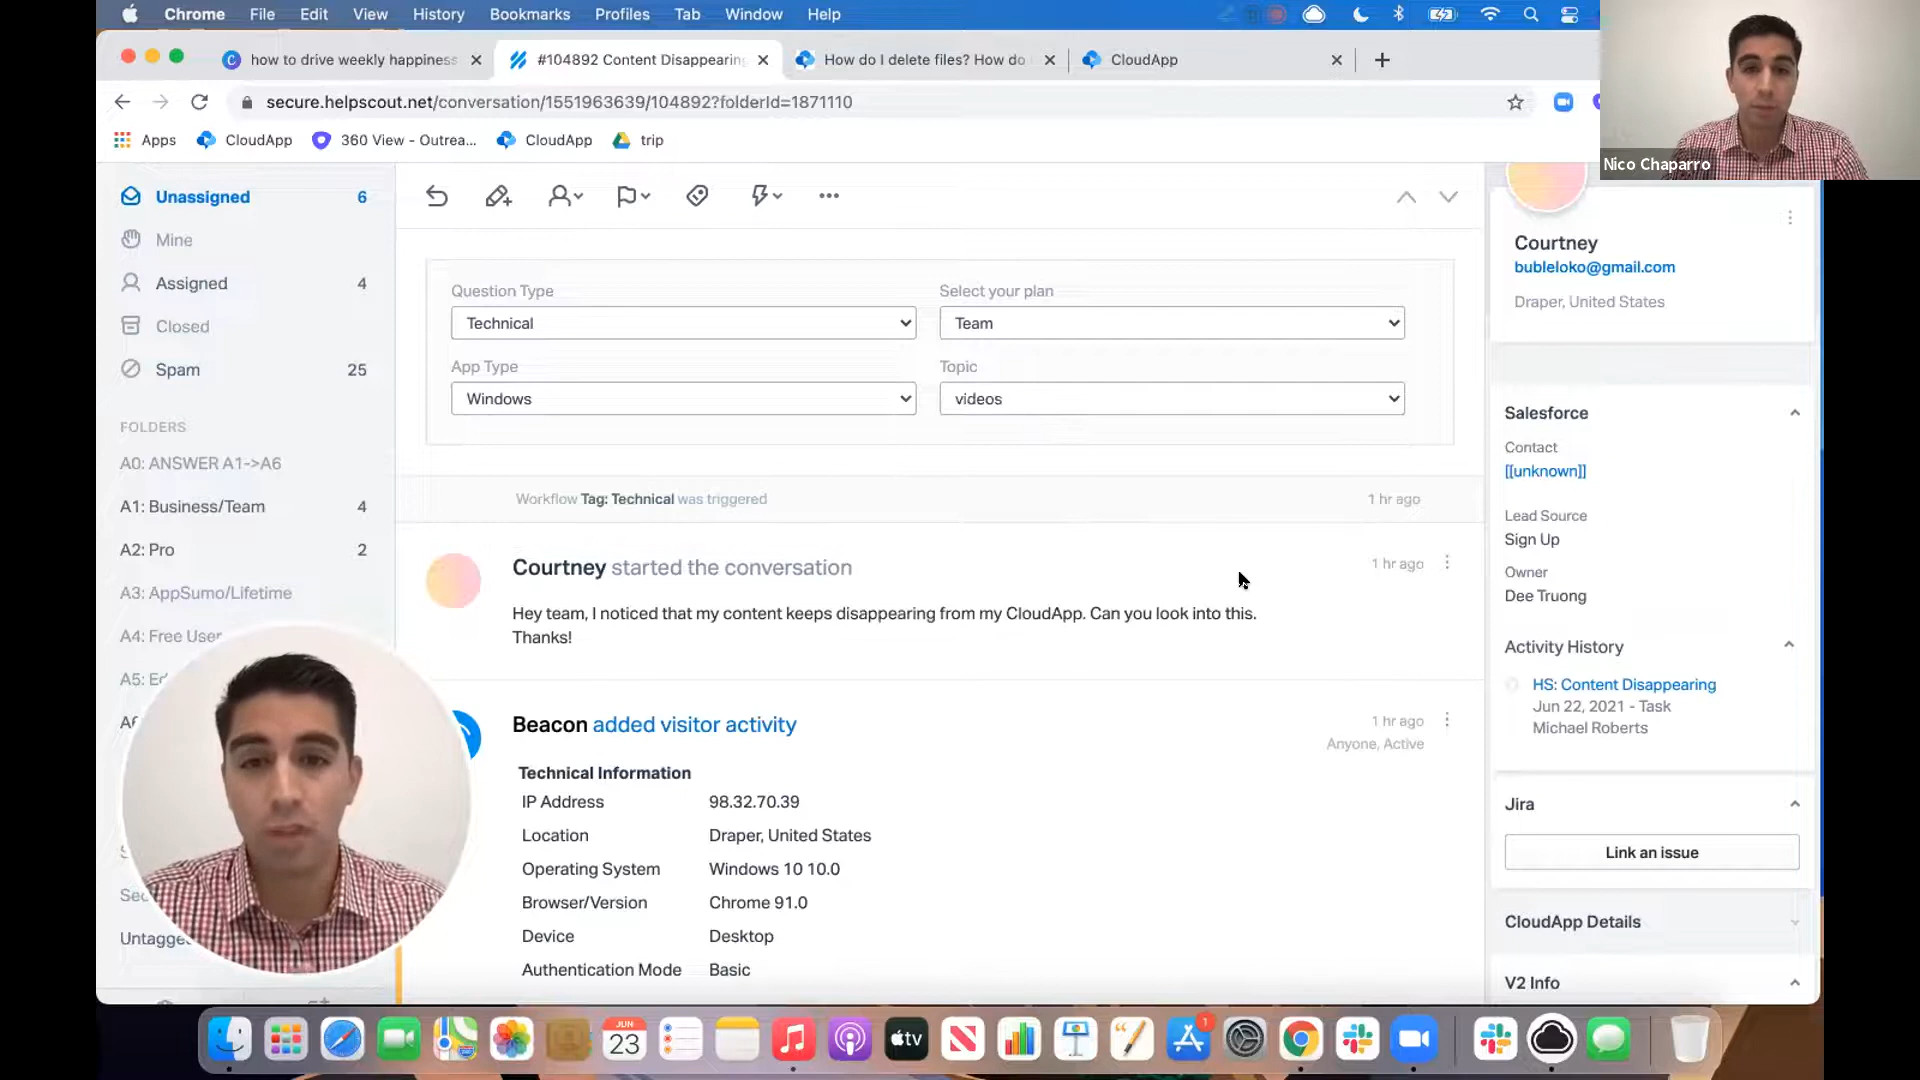 Chrome File Edit View History Bookmarks Profiles Tab Window Help
how to drive weekly happiness
#104892 Content Disappearing
How do I delete files? How do
CloudApp
secure.helpscout.net/conversation/1551963639/104892?folderId=1871110
Apps CloudApp 360 View - Outrea... CloudApp trip
Nico Chaparro
Unassigned 6
Mine
Assigned 4
Closed
Spam 25
FOLDERS
A0: ANSWER A1->A6
A1: Business/Team 4
A2: Pro 2
A3: AppSumo/Lifetime
A4: Free User
A5:
Question Type
Technical
Select your plan
Team
App Type
Windows
Topic
videos
Workflow Tag: Technical was triggered 1 hr ago
Courtney started the conversation 1 hr ago
Hey team, I noticed that my content keeps disappearing from my CloudApp. Can you look into this.
Thanks!
Beacon added visitor activity 1 hr ago
Anyone, Active
Technical Information
IP Address 98.32.70.39
Location Draper, United States
Operating System Windows 10 10.0
Browser/Version Chrome 91.0
Device Desktop
Authentication Mode Basic
Courtney
bubleloko@gmail.com
Draper, United States
Salesforce
Contact
[[unknown]]
Lead Source
Sign Up
Owner
Dee Truong
Activity History
HS: Content Disappearing
Jun 22, 2021 - Task
Michael Roberts
Jira
Link an issue
CloudApp Details
V2 Info
JUN
23
tv
1